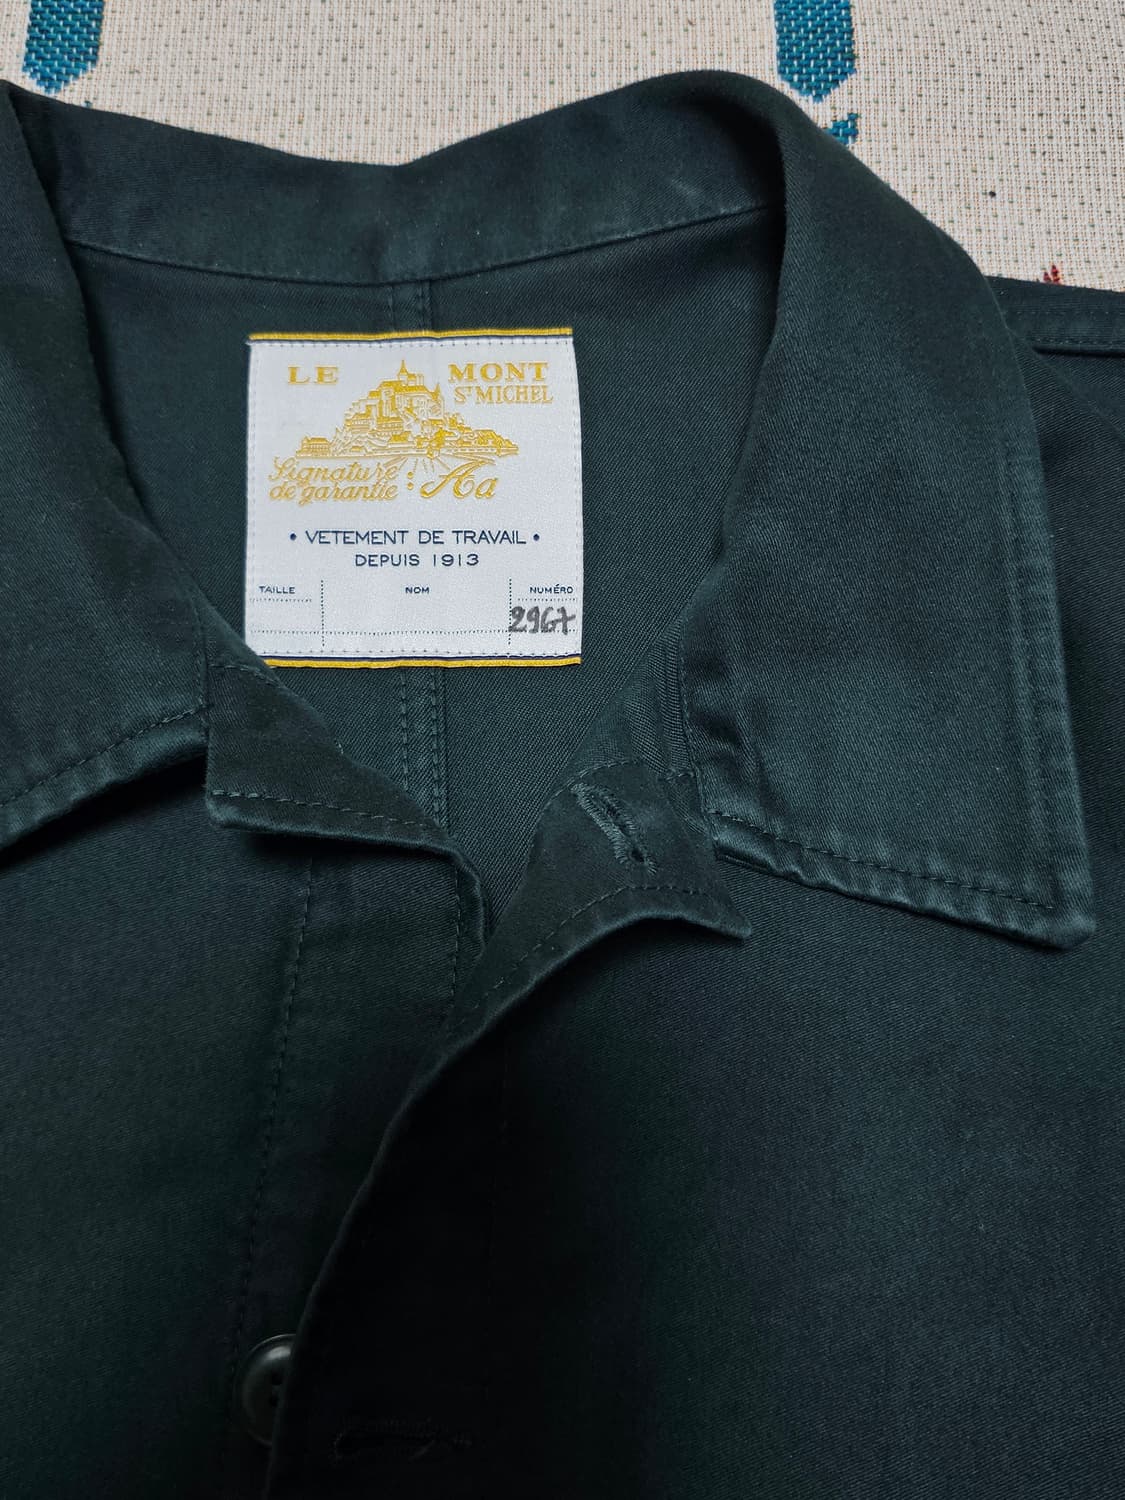 LE MONT
ST MICHEL
Signature
de garantie : Aa
• VETEMENT DE TRAVAIL •
DEPUIS 1913
TAILLE NOM NUMÉRO
2967